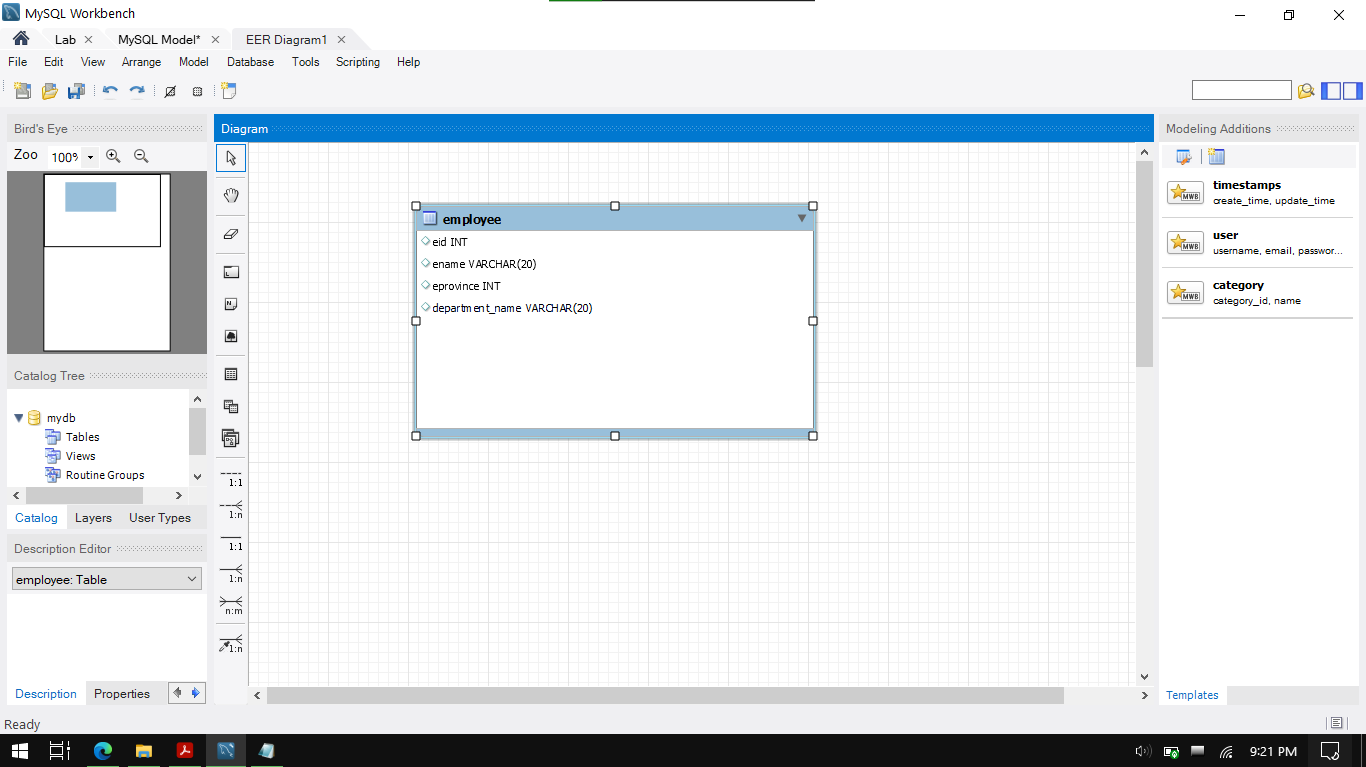 MySQL Workbench
Lab
MySQL Model*
EER Diagram1
File Edit View Arrange Model Database Tools Scripting Help
Bird's Eye
Zoo 100%
Diagram
employee
eid INT
ename VARCHAR(20)
eprovince INT
department_name VARCHAR(20)
Modeling Additions
MWB
timestamps
create_time, update_time
MWB
user
username, email, passwor...
MWB
category
category_id, name
Catalog Tree
mydb
Tables
Views
Routine Groups
Catalog Layers User Types
Description Editor
employee: Table
Description Properties
1:1
1:n
1:1
1:n
n:m
1:n
Templates
Ready
9:21 PM